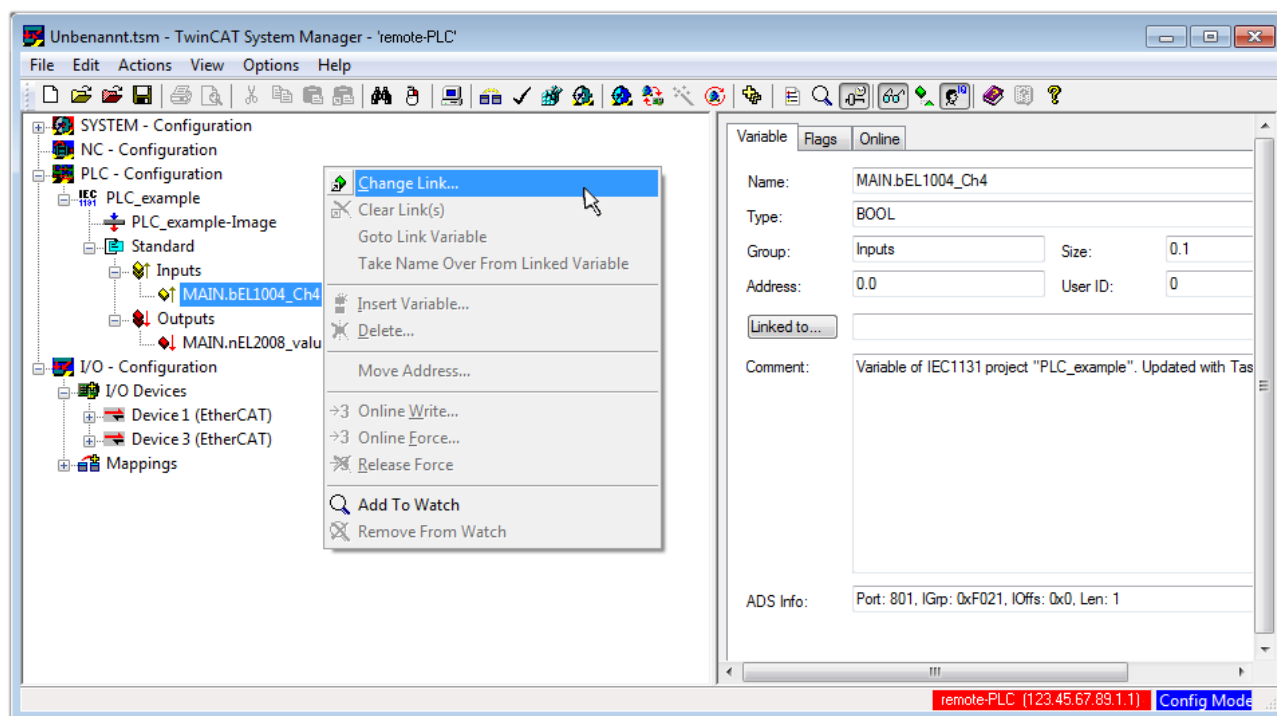 Unbenannt.tsm - TwinCAT System Manager - 'remote-PLC'
File Edit Actions View Options Help
SYSTEM - Configuration
NC - Configuration
PLC - Configuration
IEC
1131
PLC_example
PLC_example-Image
Standard
Inputs
MAIN.bEL1004_Ch4
Outputs
MAIN.nEL2008_valu
I/O - Configuration
I/O Devices
Device 1 (EtherCAT)
Device 3 (EtherCAT)
Mappings
Change Link...
Clear Link(s)
Goto Link Variable
Take Name Over From Linked Variable
Insert Variable...
Delete...
Move Address...
→3 Online Write...
→3 Online Force...
Release Force
Add To Watch
Remove From Watch
Variable Flags Online
Name: MAIN.bEL1004_Ch4
Type: BOOL
Group: Inputs Size: 0.1
Address: 0.0 User ID: 0
Linked to...
Comment: Variable of IEC1131 project "PLC_example". Updated with Tas
ADS Info: Port: 801, IGrp: 0xF021, IOffs: 0x0, Len: 1
remote-PLC (123.45.67.89.1.1) Config Mode